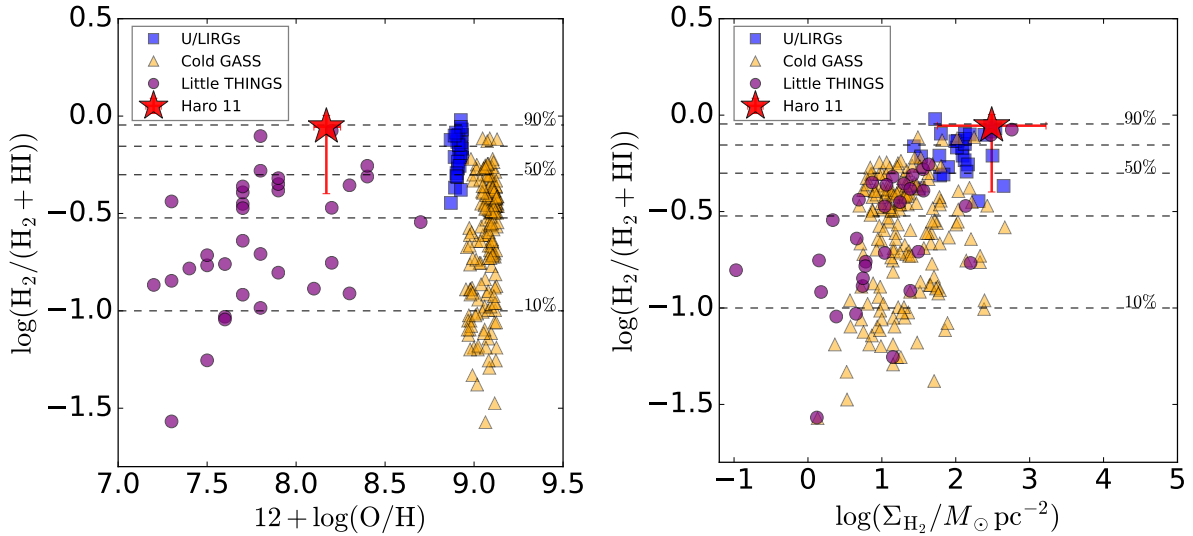 0.5
0.0
−0.5
−1.0
−1.5
log(H₂/(H₂ + HI))
U/LIRGs
Cold GASS
Little THINGS
Haro 11
90%
50%
10%
7.0 7.5 8.0 8.5 9.0 9.5
12 + log(O/H)
0.5
0.0
−0.5
−1.0
−1.5
log(H₂/(H₂ + HI))
U/LIRGs
Cold GASS
Little THINGS
Haro 11
90%
50%
10%
−1 0 1 2 3 4 5
log(Σ_H₂/M⊙ pc⁻²)